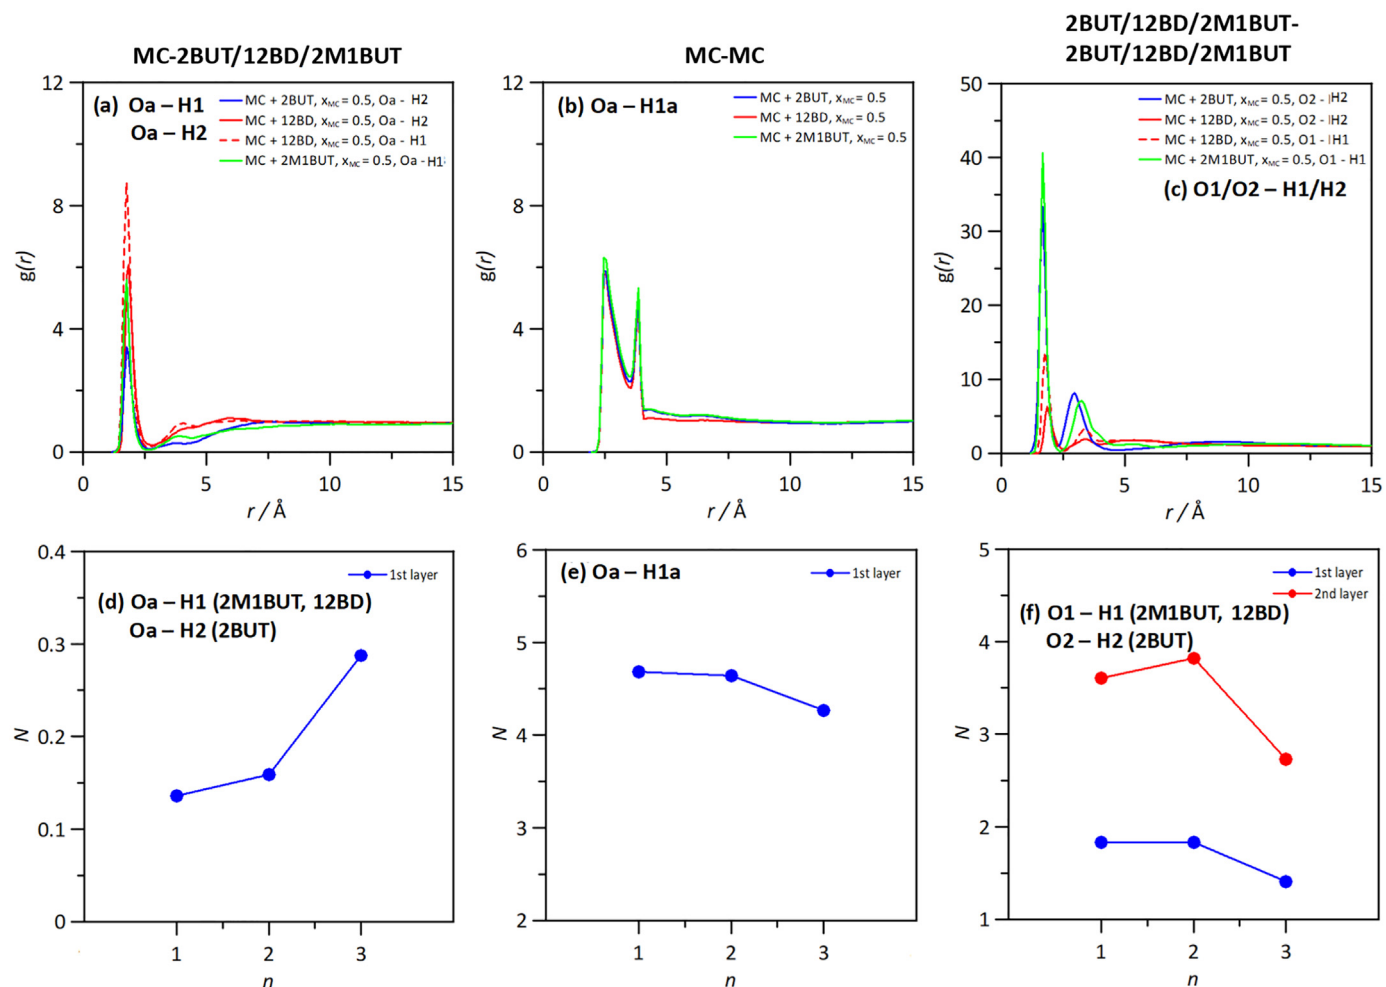 MC-2BUT/12BD/2M1BUT
MC-MC
2BUT/12BD/2M1BUT-
2BUT/12BD/2M1BUT
(a) Oa – H1
Oa – H2
MC + 2BUT, xMC = 0.5, Oa - H2
MC + 12BD, xMC = 0.5, Oa - H2
MC + 12BD, xMC = 0.5, Oa - H1
MC + 2M1BUT, xMC = 0.5, Oa - H1
12
8
4
0
g(r)
0 5 10 15
r / Å
(b) Oa – H1a
MC + 2BUT, xMC = 0.5
MC + 12BD, xMC = 0.5
MC + 2M1BUT, xMC = 0.5
12
8
4
0
g(r)
0 5 10 15
r / Å
MC + 2BUT, xMC = 0.5, O2 - H2
MC + 12BD, xMC = 0.5, O2 - H2
MC + 12BD, xMC = 0.5, O1 - H1
MC + 2M1BUT, xMC = 0.5, O1 - H1
(c) O1/O2 – H1/H2
50
40
30
20
10
0
g(r)
0 5 10 15
r / Å
1st layer
(d) Oa – H1 (2M1BUT, 12BD)
Oa – H2 (2BUT)
0.4
0.3
0.2
0.1
0
N
1 2 3
n
(e) Oa – H1a
1st layer
6
5
4
3
2
N
1 2 3
n
1st layer
2nd layer
(f) O1 – H1 (2M1BUT, 12BD)
O2 – H2 (2BUT)
5
4
3
2
1
N
1 2 3
n